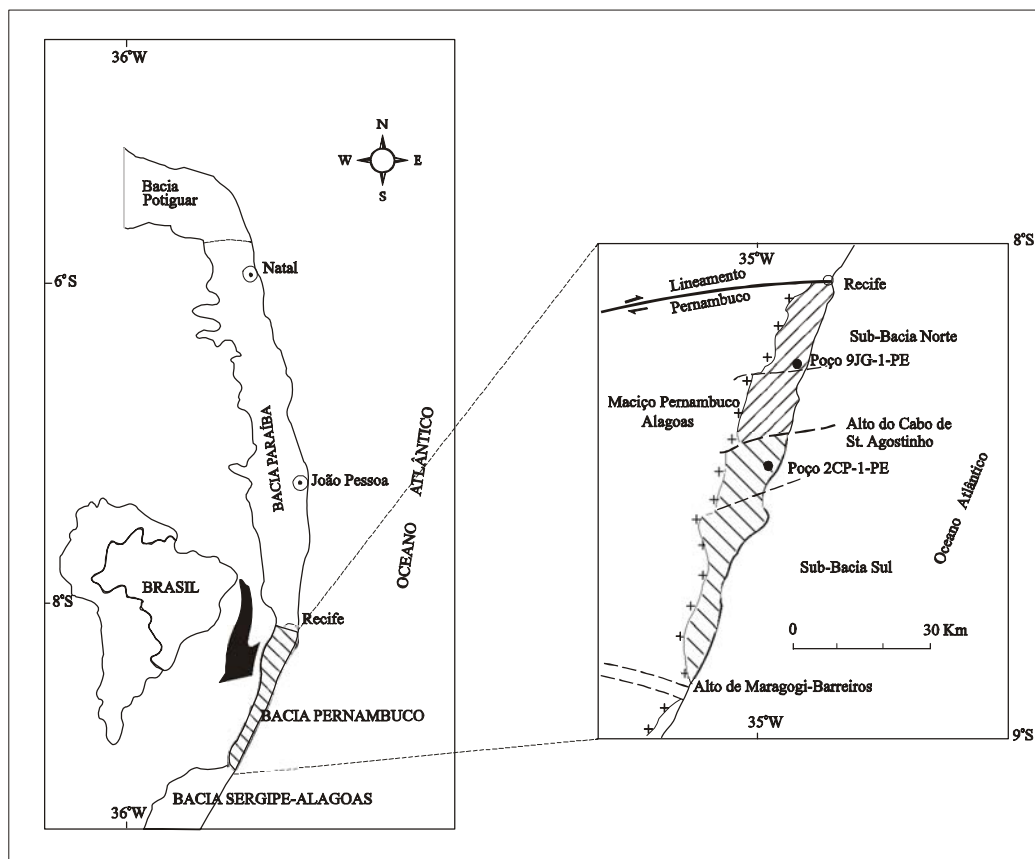 36°W
N
W E
S
Bacia
Potiguar
Natal
6°S
BACIA PARAÍBA
João Pessoa
OCEANO ATLÂNTICO
BRASIL
8°S
Recife
BACIA PERNAMBUCO
BACIA SERGIPE-ALAGOAS
36°W
8°S
35°W
Lineamento
Pernambuco
Recife
Sub-Bacia Norte
Poço 9JG-1-PE
Maciço Pernambuco
Alagoas
Alto do Cabo de
St. Agostinho
Poço 2CP-1-PE
Oceano Atlântico
Sub-Bacia Sul
0 30 Km
Alto de Maragogi-Barreiros
35°W
9°S